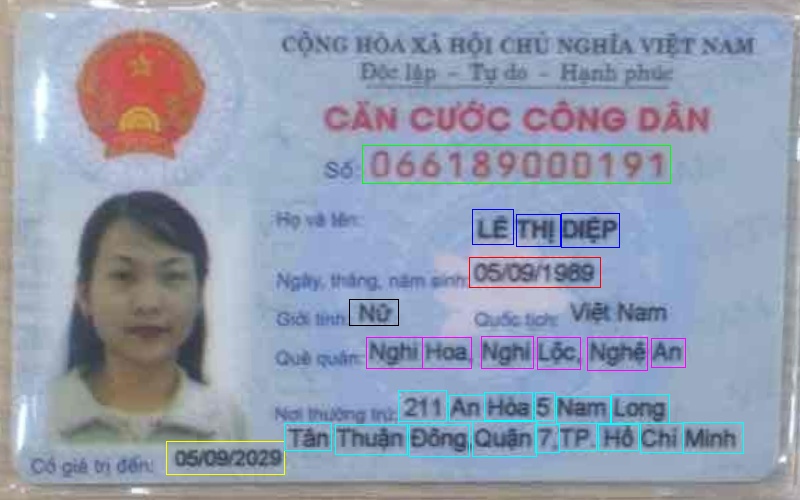 CỘNG HÒA XÃ HỘI CHỦ NGHĨA VIỆT NAM
Độc lập - Tự do - Hạnh phúc
CĂN CƯỚC CÔNG DÂN
Số: 066189000191
Họ và tên: LÊ THỊ DIỆP
Ngày, tháng, năm sinh: 05/09/1989
Giới tính: Nữ Quốc tịch: Việt Nam
Quê quán: Nghi Hoa, Nghi Lộc, Nghệ An
Nơi thường trú: 211 An Hòa 5 Nam Long
Tân Thuận Đông, Quận 7, TP. Hồ Chí Minh
Có giá trị đến: 05/09/2029